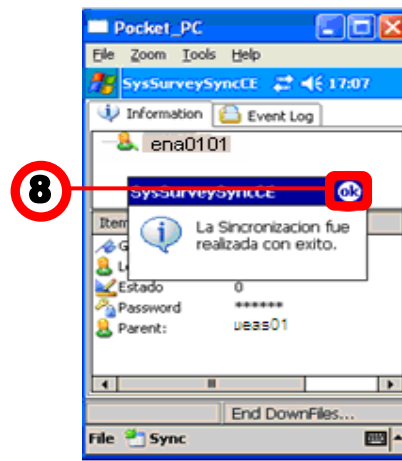 Pocket_PC
File Zoom Tools Help
SysSurveySyncCE 17:07
Information Event Log
ena0101
8
SysSurveySyncCE ok
La Sincronizacion fue
realizada con exito.
Estado 0
Password ******
Parent: ueas01
End DownFiles...
File Sync